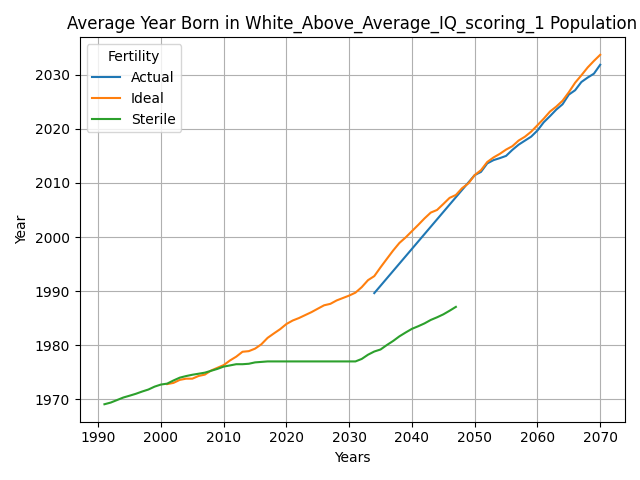 Average Year Born in White_Above_Average_IQ_scoring_1 Population
Fertility
Actual
Ideal
Sterile
Year
2030
2020
2010
2000
1990
1980
1970
1990 2000 2010 2020 2030 2040 2050 2060 2070
Years